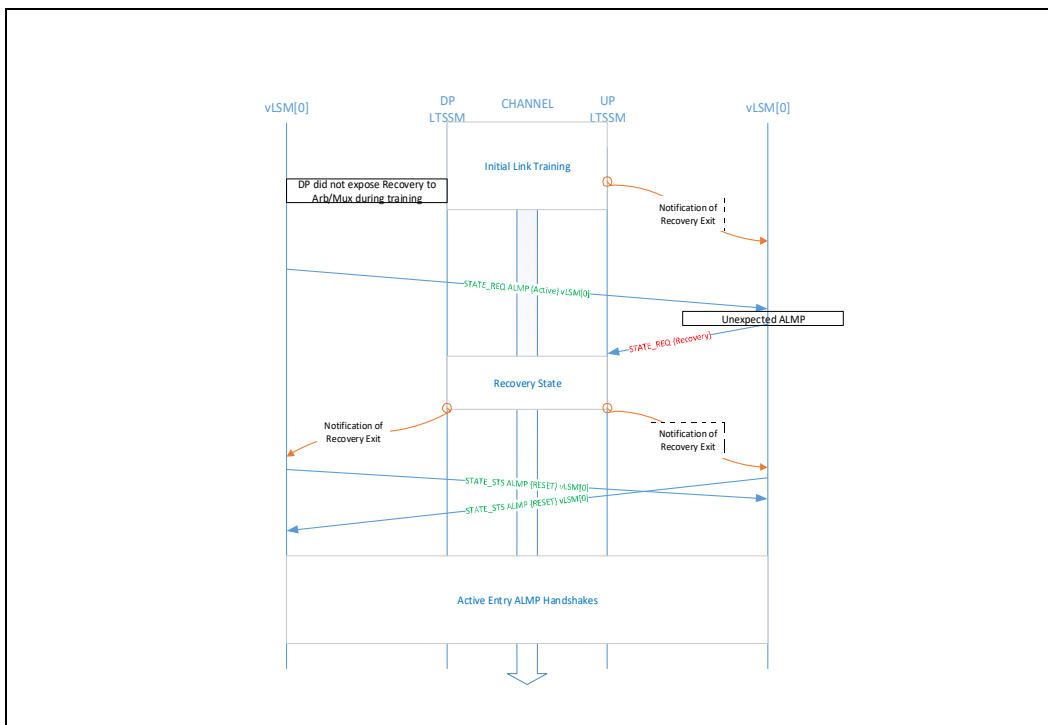 vLSM[0]
DP
LTSSM
CHANNEL
UP
LTSSM
vLSM[0]
Initial Link Training
DP did not expose Recovery to
Arb/Mux during training
Notification of
Recovery Exit
STATE_REQ ALMP {Active} vLSM[0]
Unexpected ALMP
STATE_REQ {Recovery}
Recovery State
Notification of
Recovery Exit
Notification of
Recovery Exit
STATE_STS ALMP {RESET} vLSM[0]
STATE_STS ALMP {RESET} vLSM[0]
Active Entry ALMP Handshakes